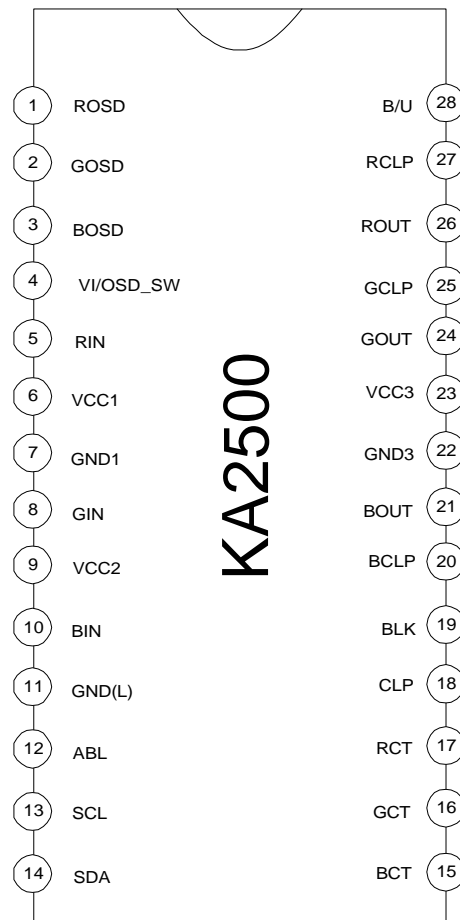 1 ROSD B/U 28
2 GOSD RCLP 27
3 BOSD ROUT 26
4 VI/OSD_SW GCLP 25
5 RIN GOUT 24
6 VCC1 VCC3 23
7 GND1 GND3 22
8 GIN BOUT 21
9 VCC2 BCLP 20
10 BIN BLK 19
11 GND(L) CLP 18
12 ABL RCT 17
13 SCL GCT 16
14 SDA BCT 15
KA2500